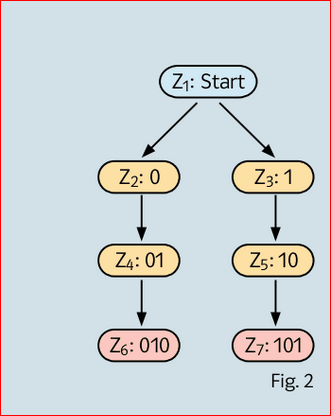 Z₁: Start
Z₂: 0
Z₃: 1
Z₄: 01
Z₅: 10
Z₆: 010
Z₇: 101
Fig. 2